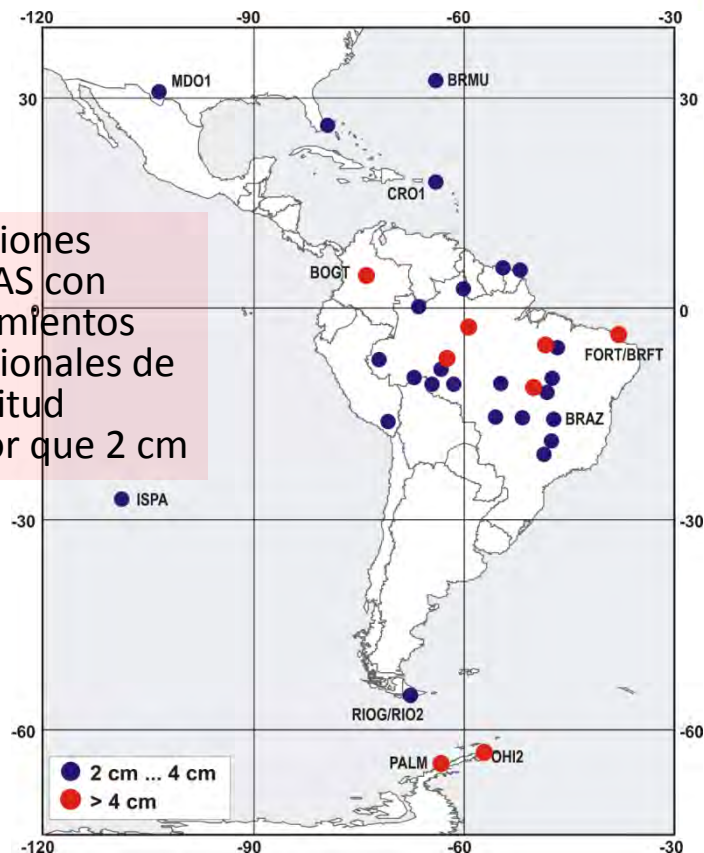 -120 -90 -60 -30
MDO1 BRMU
30 30
CRO1
iones
AS con
BOGT
0 0
mientos
FORT/BRFT
ionales de
itud
BRAZ
or que 2 cm
ISPA
-30 -30
RIOG/RIO2
-60 -60
PALM OHI2
2 cm ... 4 cm
> 4 cm
-120 -90 -60 -30